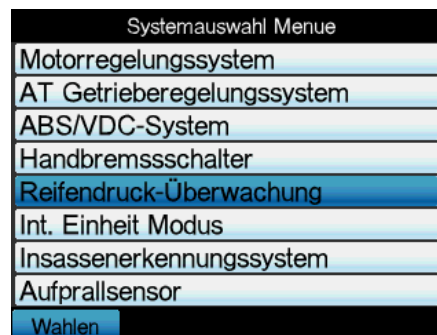 Systemauswahl Menue
Motorregelungssystem
AT Getrieberegelungssystem
ABS/VDC-System
Handbremssschalter
Reifendruck-Überwachung
Int. Einheit Modus
Insassenerkennungssystem
Aufprallsensor
Wahlen